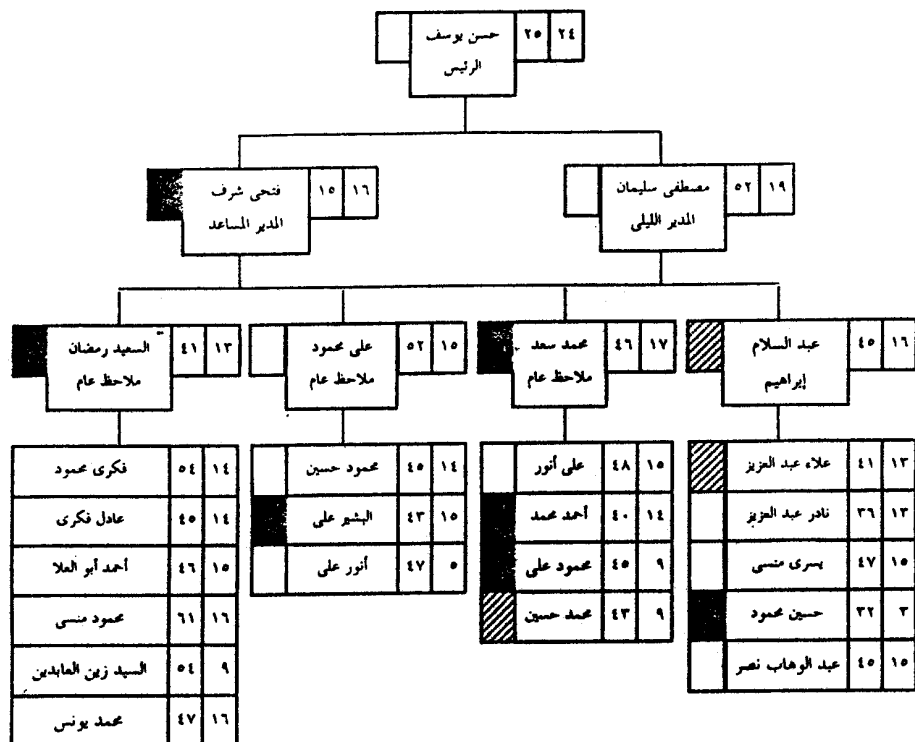 حسن يوسف ٢٥ ٢٤
الرئيس
مصطفى سليمان ٥٢ ١٩
المدير الليلى
فتحى شرف ١٥ ١٦
المدير المساعد
عبد السلام ٤٥ ١٦
إبراهيم
محمد سعد ٤٦ ١٧
ملاحظ عام
على محمود ٥٢ ١٥
ملاحظ عام
السعيد رمضان ٤١ ١٣
ملاحظ عام
علاء عبد العزيز ٤١ ١٣
نادر عبد العزيز ٣٦ ١٣
يسرى منسى ٤٧ ١٥
حسين محمود ٣٢ ٣
عبد الوهاب نصر ٤٥ ١٥
على أنور ٤٨ ١٥
أحمد محمد ٤٠ ١٤
محمود على ٤٥ ٩
محمد حسين ٤٣ ٩
محمود حسين ٤٥ ١٤
البشير على ٤٣ ١٥
أنور على ٤٧ ٥
فكرى محمود ٥٤ ١٤
عادل فكرى ٤٥ ١٤
أحمد أبو العلا ٤٦ ١٥
محمود منسى ٦١ ١٦
السيد زين العابدين ٥٤ ٩
محمد يونس ٤٧ ١٦